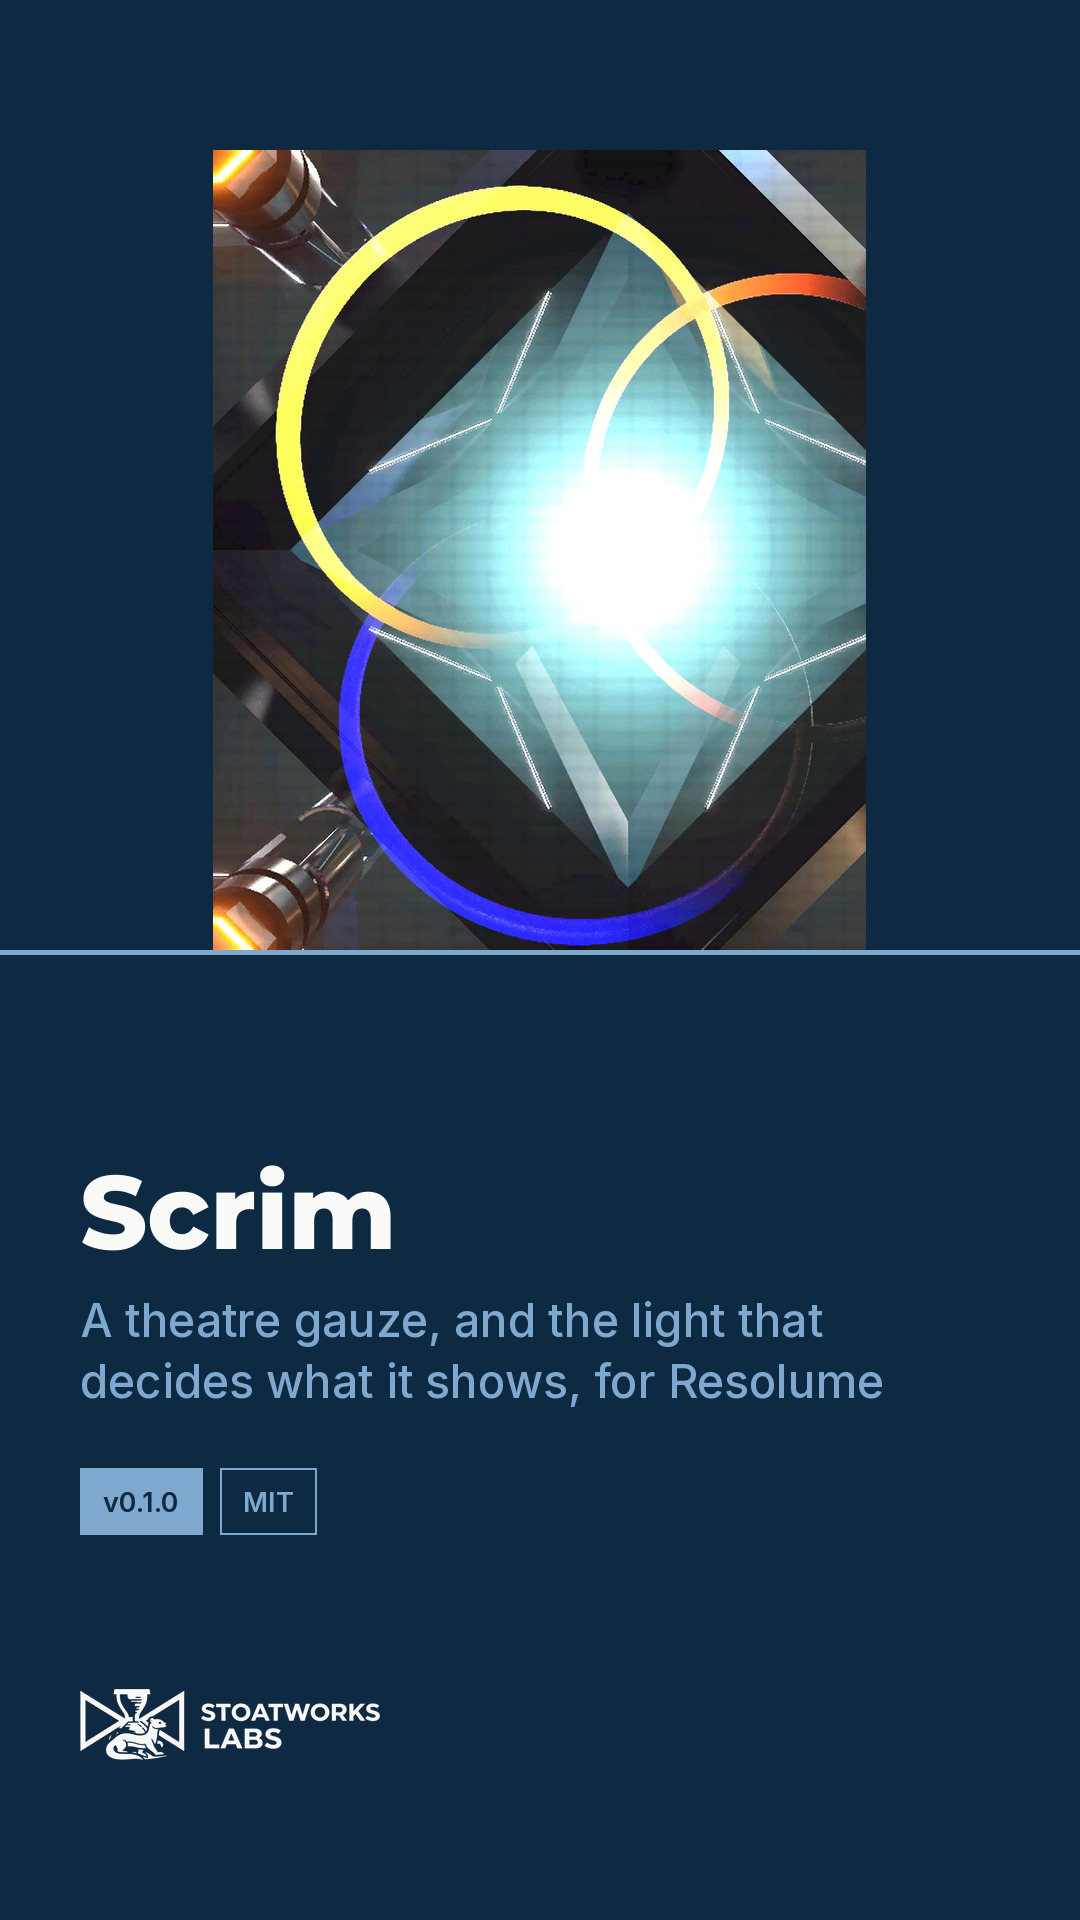 Scrim
A theatre gauze, and the light that
decides what it shows, for Resolume
v0.1.0
MIT
STOATWORKS
LABS